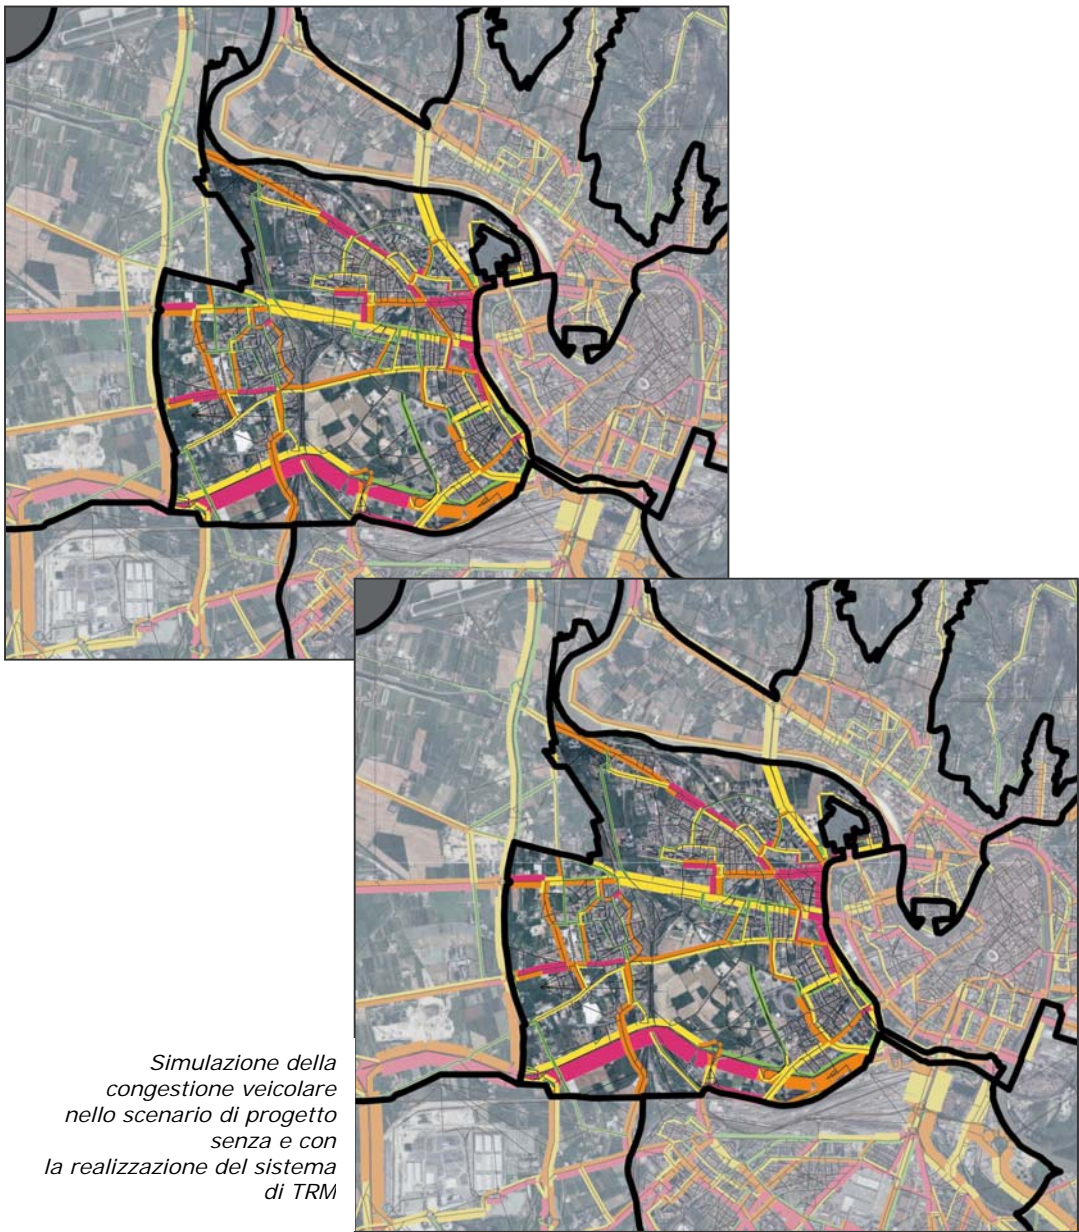 Simulazione della
congestione veicolare
nello scenario di progetto
senza e con
la realizzazione del sistema
di TRM